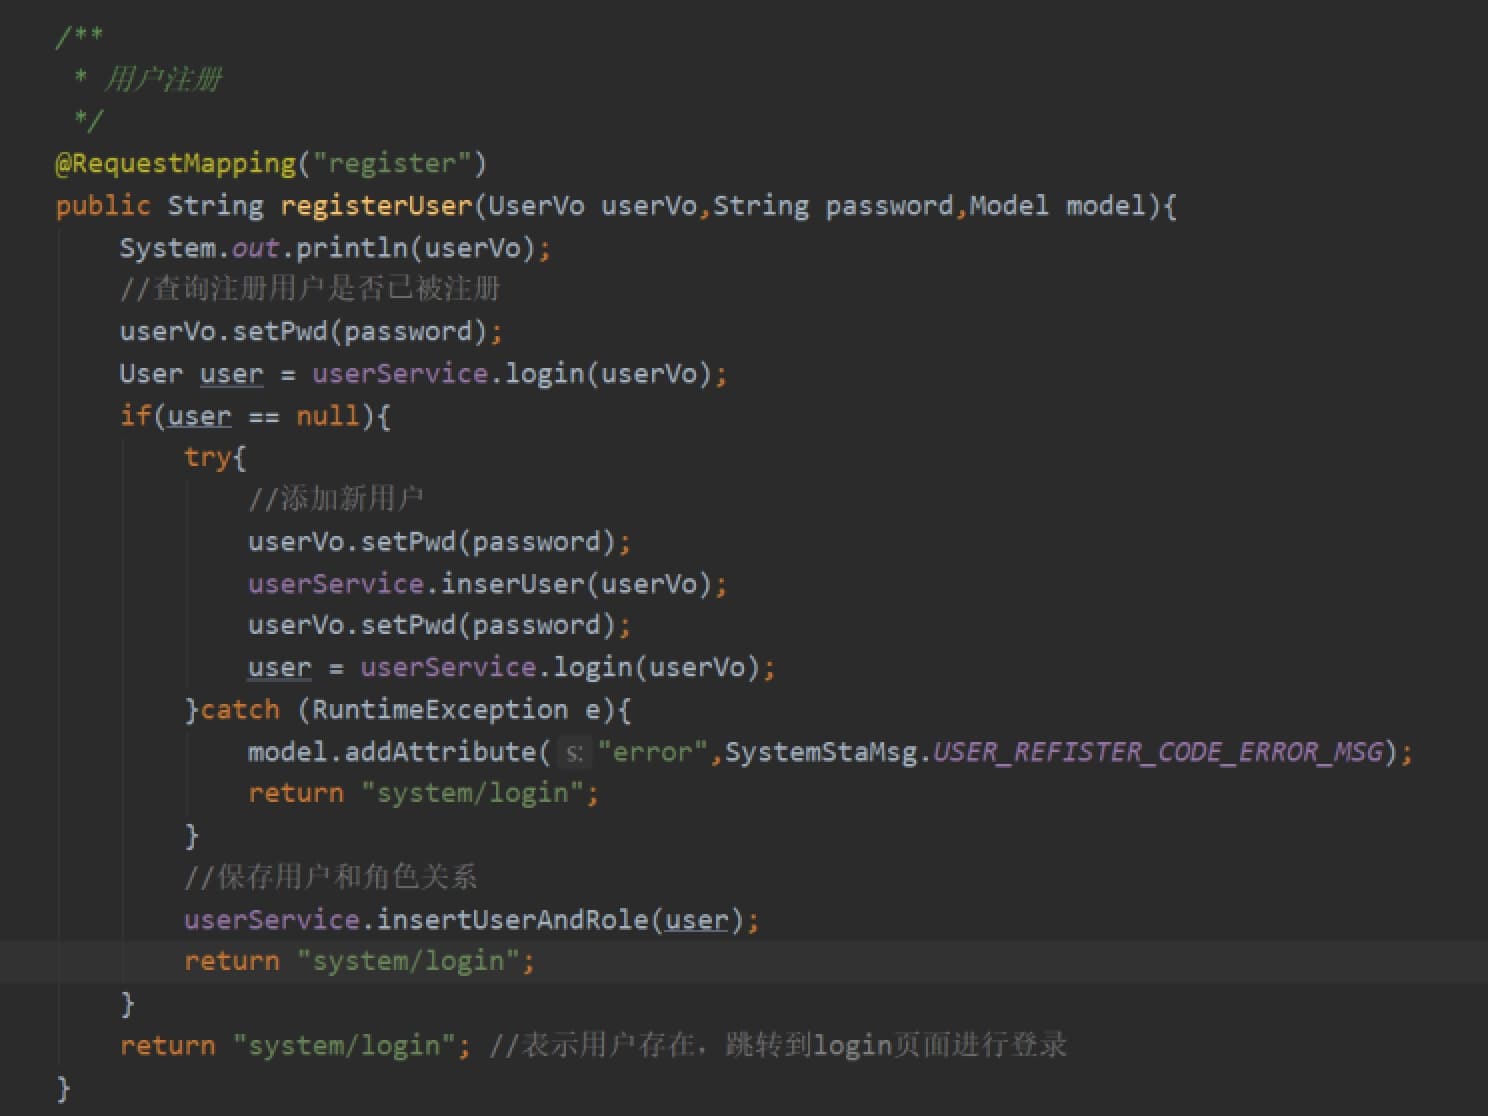 /**
* 用户注册
*/
@RequestMapping("register")
public String registerUser(UserVo userVo,String password,Model model){
System.out.println(userVo);
//查询注册用户是否已被注册
userVo.setPwd(password);
User user = userService.login(userVo);
if(user == null){
try{
//添加新用户
userVo.setPwd(password);
userService.inserUser(userVo);
userVo.setPwd(password);
user = userService.login(userVo);
}catch (RuntimeException e){
model.addAttribute( s: "error",SystemStaMsg.USER_REFISTER_CODE_ERROR_MSG);
return "system/login";
}
//保存用户和角色关系
userService.insertUserAndRole(user);
return "system/login";
}
return "system/login"; //表示用户存在，跳转到login页面进行登录
}